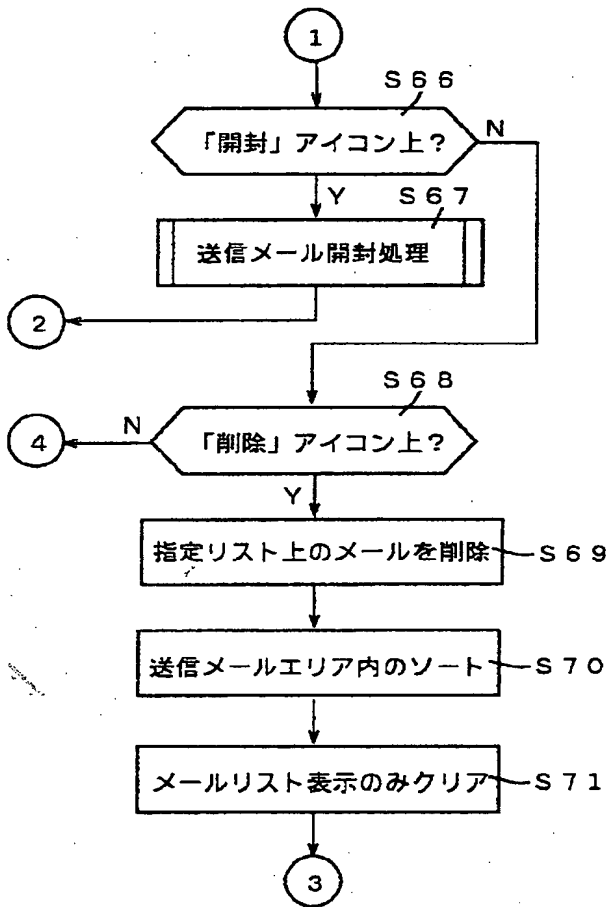 1
S66
「開封」アイコン上?
N
Y
S67
送信メール開封処理
2
S68
N
「削除」アイコン上?
4
Y
指定リスト上のメールを削除
S69
送信メールエリア内のソート
S70
メールリスト表示のみクリア
S71
3